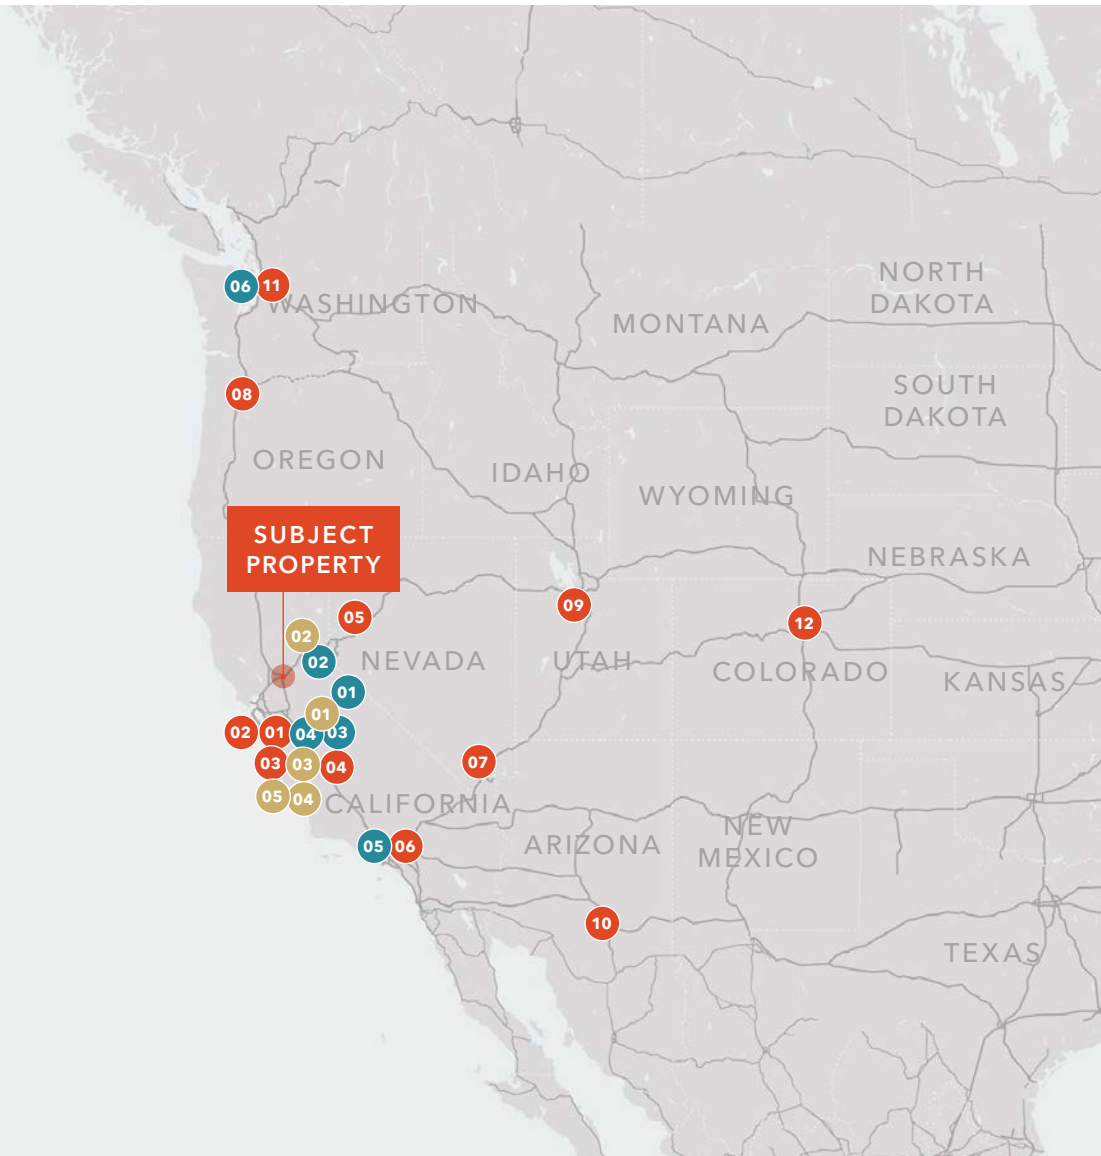 NORTH
DAKOTA
06
11
WASHINGTON
MONTANA
08
SOUTH
DAKOTA
OREGON
IDAHO
WYOMING
SUBJECT
PROPERTY
NEBRASKA
05
09
12
02
02
NEVADA
UTAH
COLORADO
KANSAS
01
01
02
01
04
03
03
03
04
07
05
04
CALIFORNIA
05
06
ARIZONA
NEW
MEXICO
10
TEXAS